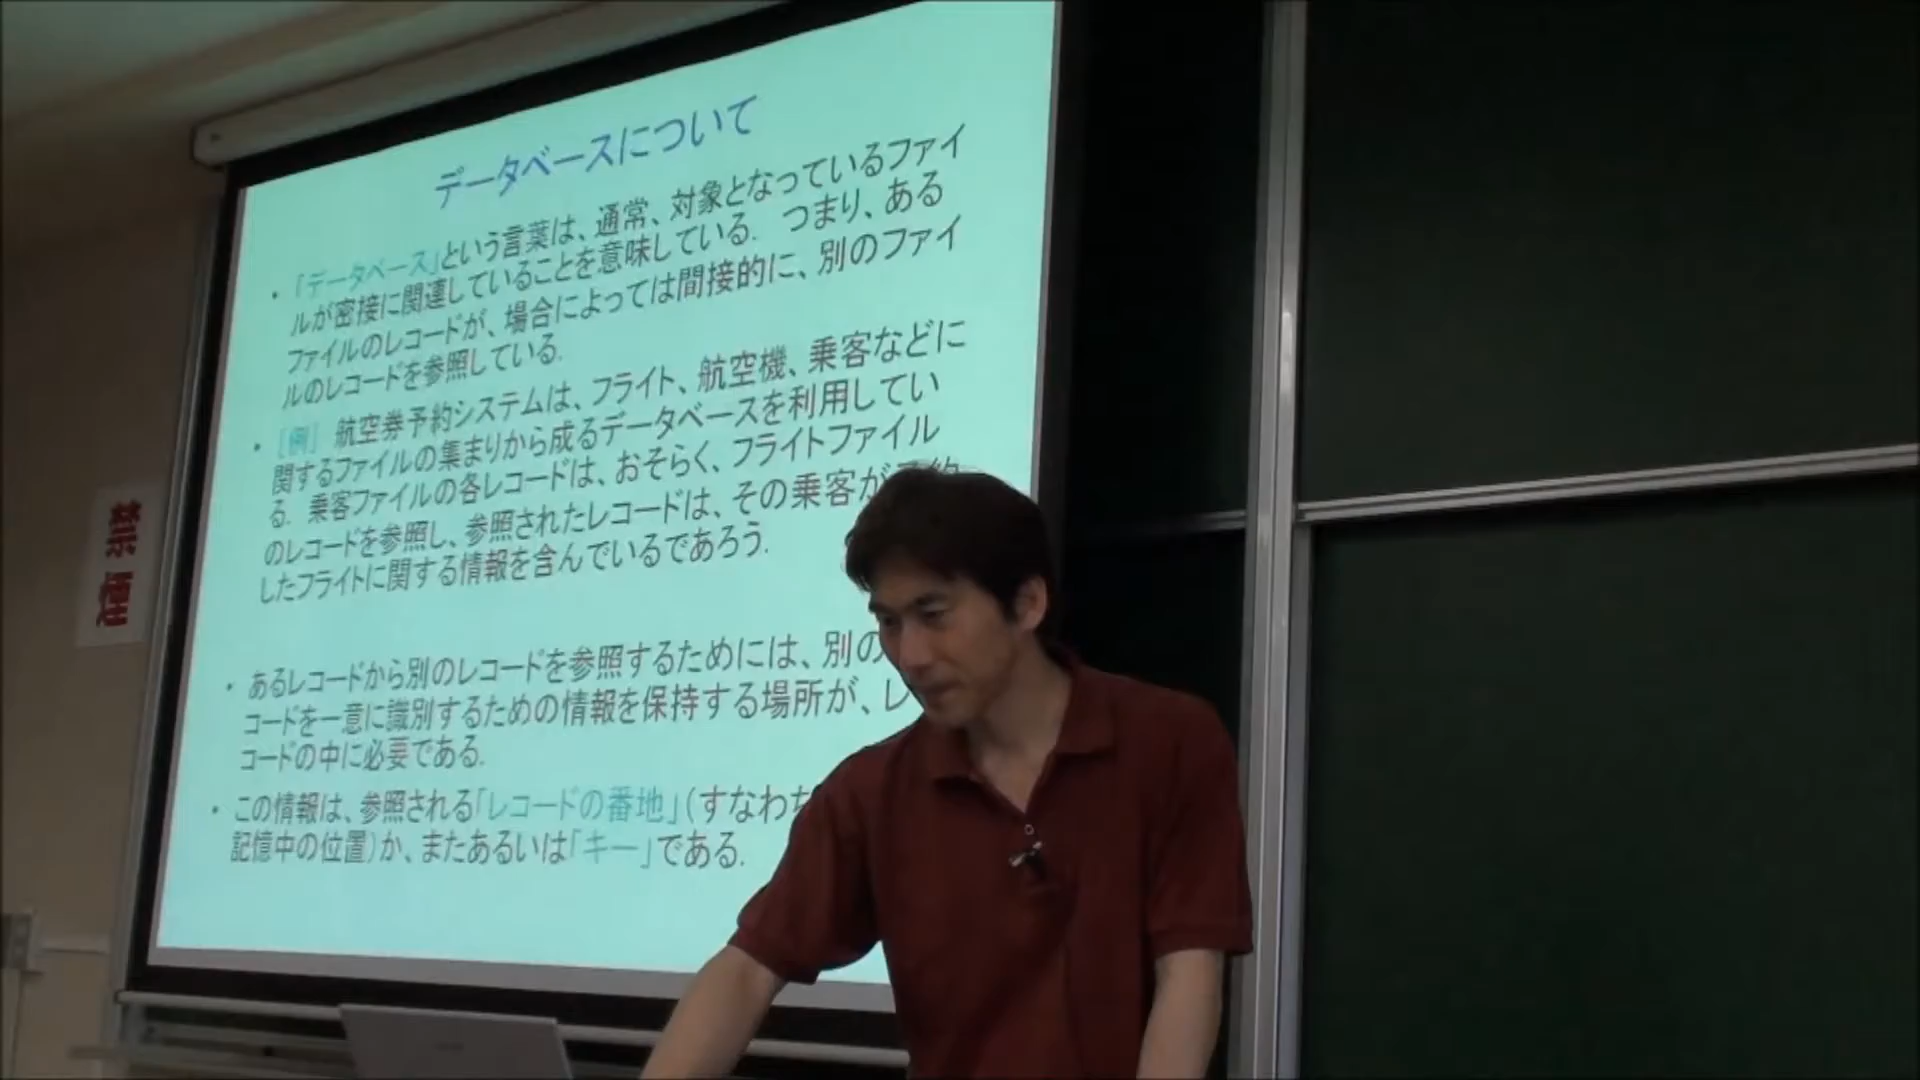 データベースについて
・「データベース」という言葉は、通常、対象となっているファイ
ルが密接に関連していることを意味している. つまり、ある
ファイルのレコードが、場合によっては間接的に、別のファイ
ルのレコードを参照している.
・［例］ 航空券予約システムは、フライト、航空機、乗客などに
関するファイルの集まりから成るデータベースを利用してい
る. 乗客ファイルの各レコードは、おそらく、フライトファイル
のレコードを参照し、参照されたレコードは、その乗客が
したフライトに関する情報を含んでいるであろう.
・あるレコードから別のレコードを参照するためには、別の
コードを一意に識別するための情報を保持する場所が、レ
コードの中に必要である.
・この情報は、参照される「レコードの番地」（すなわち
記憶中の位置）か、またあるいは「キー」である.
禁
煙